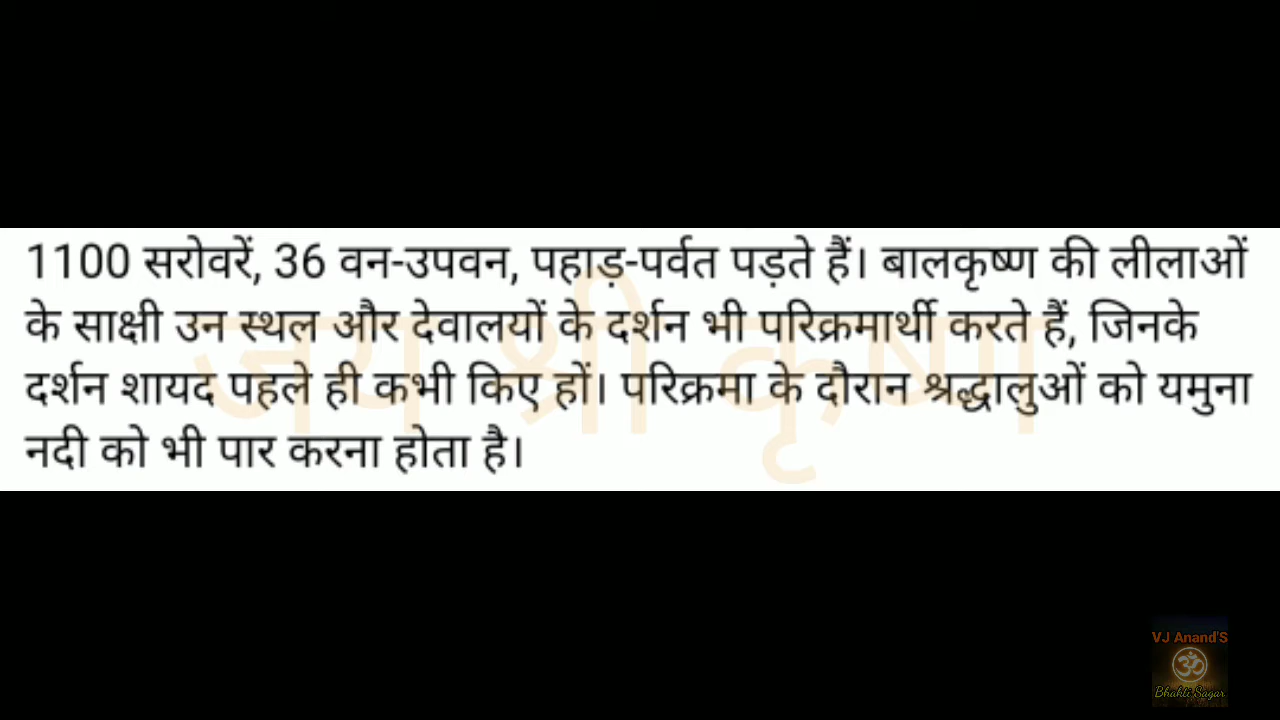 1100 सरोवरें, 36 वन-उपवन, पहाड़-पर्वत पड़ते हैं। बालकृष्ण की लीलाओं
के साक्षी उन स्थल और देवालयों के दर्शन भी परिक्रमार्थी करते हैं, जिनके
दर्शन शायद पहले ही कभी किए हों। परिक्रमा के दौरान श्रद्धालुओं को यमुना
नदी को भी पार करना होता है।
जय श्री कृष्ण
VJ Anand'S
ॐ
Bhakti Sagar